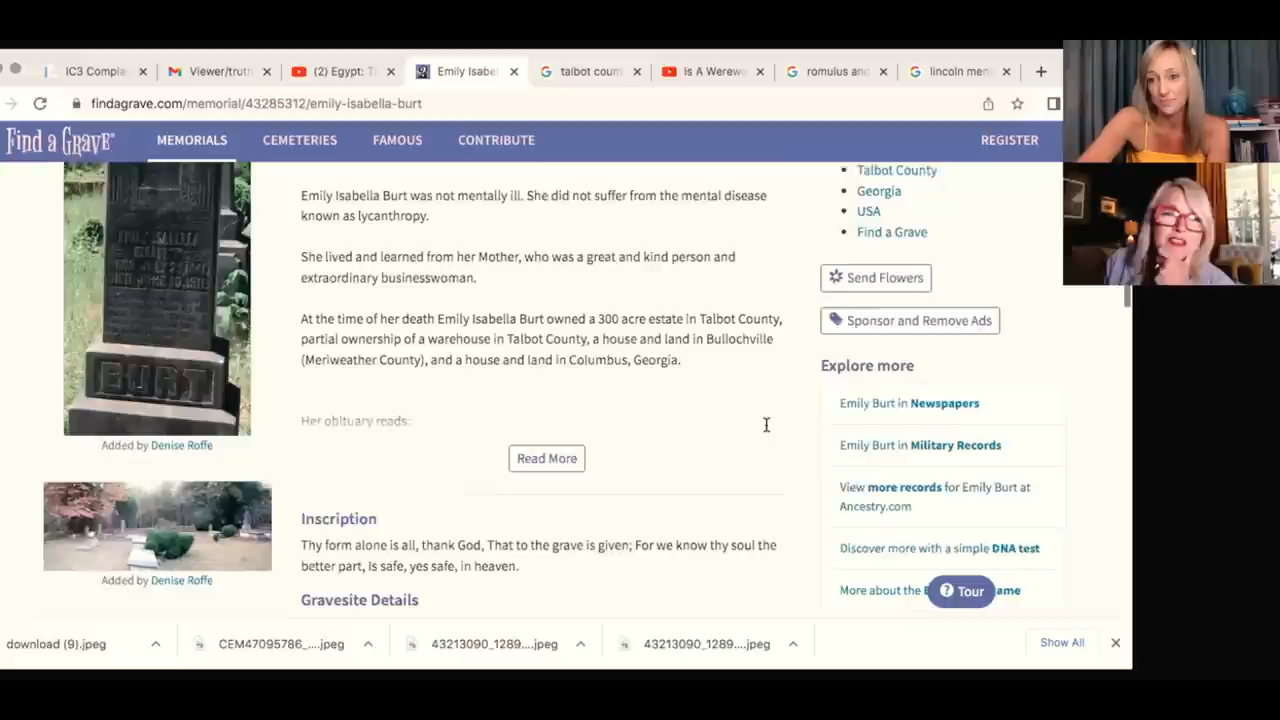 IC3 Compla
Viewer/truth
(2) Egypt: T
Emily Isabe
talbot coun
Is A Werew
romulus and
lincoln mem
findagrave.com/memorial/43285312/emily-isabella-burt
Find a Grave®
MEMORIALS
CEMETERIES
FAMOUS
CONTRIBUTE
REGISTER
Emily Isabella Burt was not mentally ill. She did not suffer from the mental disease
known as lycanthropy.
She lived and learned from her Mother, who was a great and kind person and
extraordinary businesswoman.
At the time of her death Emily Isabella Burt owned a 300 acre estate in Talbot County,
partial ownership of a warehouse in Talbot County, a house and land in Bullochville
(Meriweather County), and a house and land in Columbus, Georgia.
Her obituary reads:
Read More
Inscription
Thy form alone is all, thank God, That to the grave is given; For we know thy soul the
better part, Is safe, yes safe, in heaven.
Gravesite Details
BURT
Added by Denise Roffe
Added by Denise Roffe
Talbot County
Georgia
USA
Find a Grave
Send Flowers
Sponsor and Remove Ads
Explore more
Emily Burt in Newspapers
Emily Burt in Military Records
View more records for Emily Burt at
Ancestry.com
Discover more with a simple DNA test
More about the
ame
Tour
download (9).jpeg
CEM47095786_....jpeg
43213090_1289....jpeg
43213090_1289....jpeg
Show All